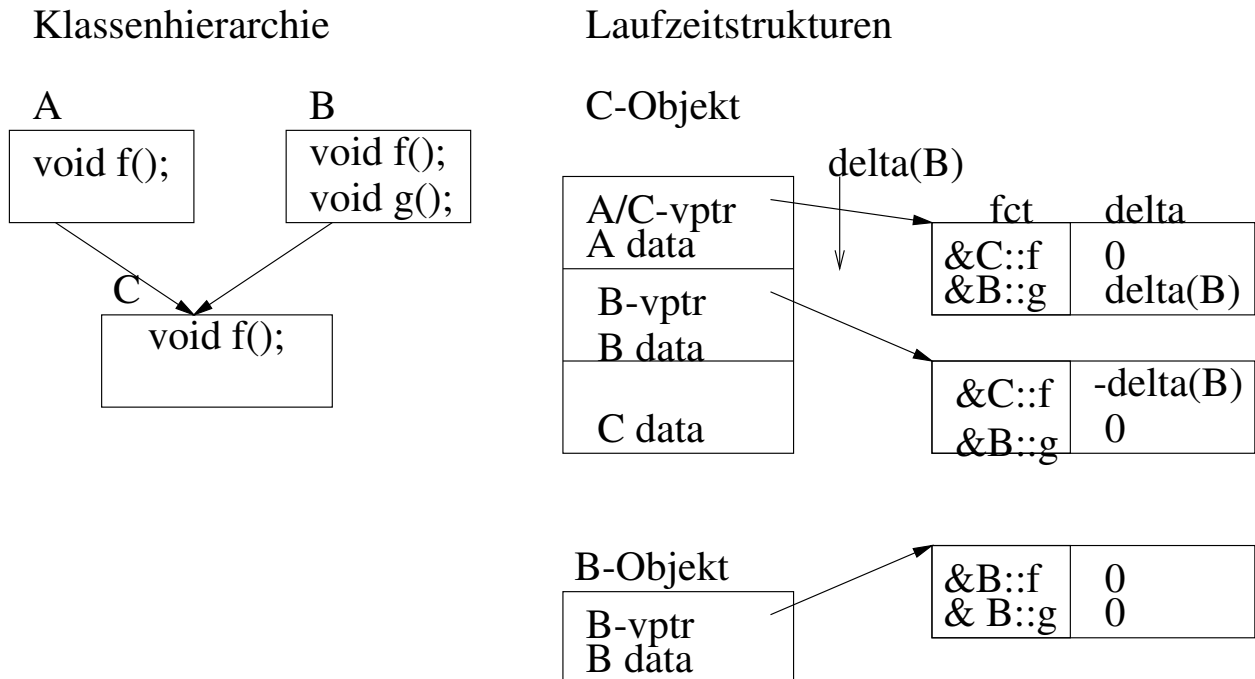 Klassenhierarchie
Laufzeitstrukturen
A
B
void f();
void f();
void g();
C
void f();
C-Objekt
delta(B)
A/C-vptr
A data
B-vptr
B data
C data
fct delta
&C::f 0
&B::g delta(B)
&C::f -delta(B)
&B::g 0
B-Objekt
B-vptr
B data
&B::f 0
& B::g 0